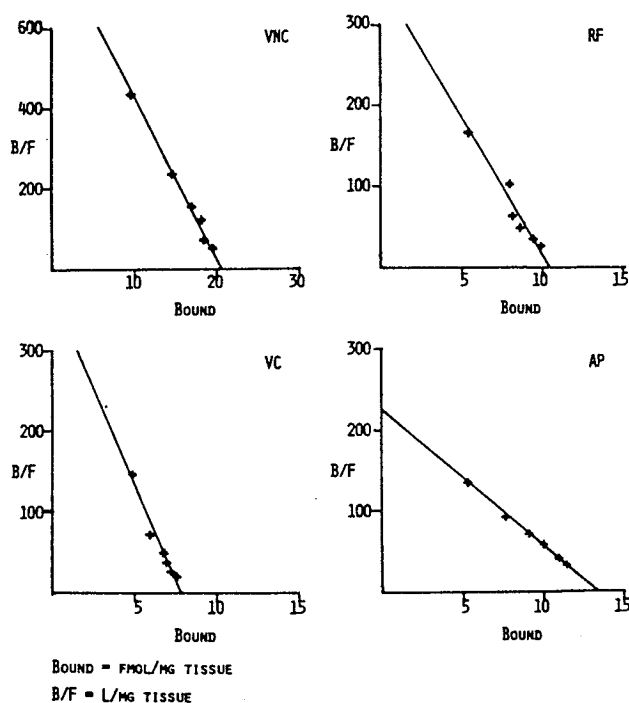 VNC
600
400
B/F
200
10
20
30
BOUND
RF
300
200
B/F
100
5
10
15
BOUND
VC
300
200
B/F
100
5
10
15
BOUND
AP
300
200
B/F
100
5
10
15
BOUND
BOUND = FMOL/MG TISSUE
B/F = L/MG TISSUE